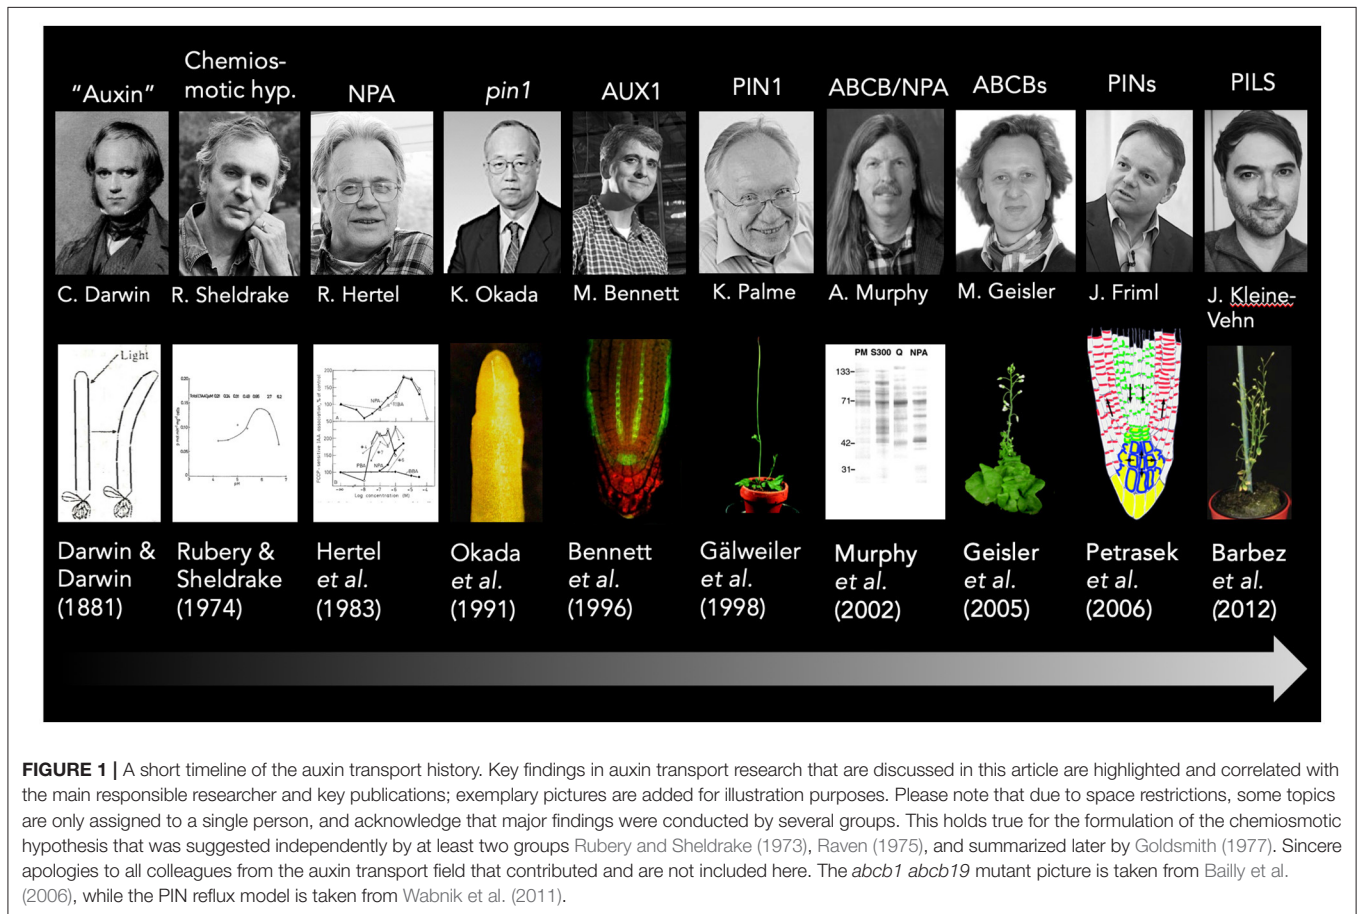 "Auxin"
Chemios-
motic hyp.
NPA
pin1
AUX1
PIN1
ABCB/NPA
ABCBs
PINs
PILS
C. Darwin
R. Sheldrake
R. Hertel
K. Okada
M. Bennett
K. Palme
A. Murphy
M. Geisler
J. Friml
J. Kleine-
Vehn
Light
pH
NPA
TIBA
PBA
NPA
BBA
Log concentration (M)
PM S300 Q NPA
133
71
42
31
Darwin &
Darwin
(1881)
Rubery &
Sheldrake
(1974)
Hertel
et al.
(1983)
Okada
et al.
(1991)
Bennett
et al.
(1996)
Gälweiler
et al.
(1998)
Murphy
et al.
(2002)
Geisler
et al.
(2005)
Petrasek
et al.
(2006)
Barbez
et al.
(2012)
FIGURE 1 | A short timeline of the auxin transport history. Key findings in auxin transport research that are discussed in this article are highlighted and correlated with
the main responsible researcher and key publications; exemplary pictures are added for illustration purposes. Please note that due to space restrictions, some topics
are only assigned to a single person, and acknowledge that major findings were conducted by several groups. This holds true for the formulation of the chemiosmotic
hypothesis that was suggested independently by at least two groups Rubery and Sheldrake (1973), Raven (1975), and summarized later by Goldsmith (1977). Sincere
apologies to all colleagues from the auxin transport field that contributed and are not included here. The abcb1 abcb19 mutant picture is taken from Bailly et al.
(2006), while the PIN reflux model is taken from Wabnik et al. (2011).